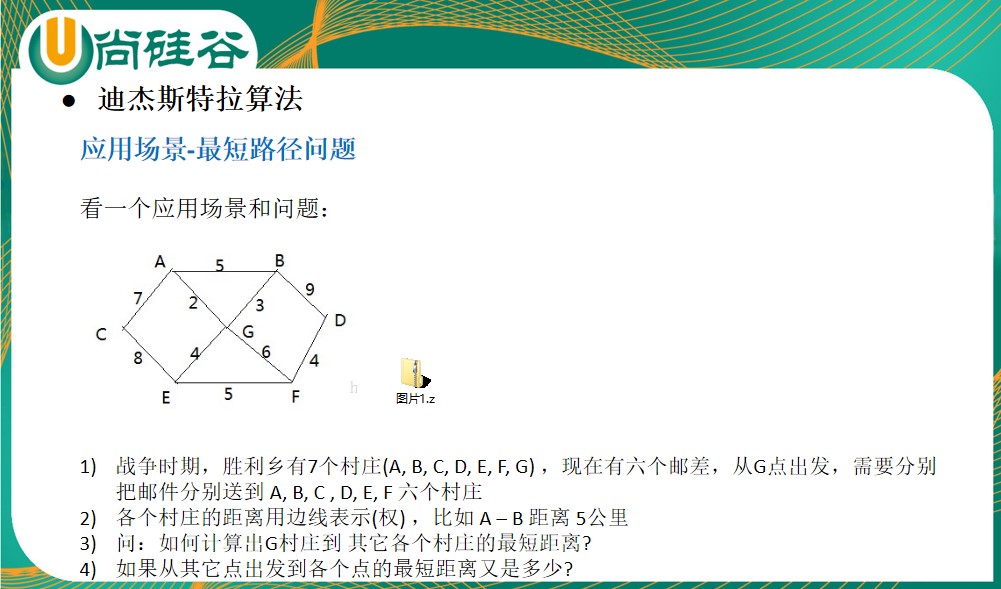 尚硅谷
● 迪杰斯特拉算法
应用场景-最短路径问题
看一个应用场景和问题：
A 5 B
7 2 3 9
C G D
8 4 6 4
E 5 F
h
图片1.z
1) 战争时期，胜利乡有7个村庄(A, B, C, D, E, F, G) ，现在有六个邮差，从G点出发，需要分别
把邮件分别送到 A, B, C , D, E, F 六个村庄
2) 各个村庄的距离用边线表示(权) ，比如 A – B 距离 5公里
3) 问：如何计算出G村庄到 其它各个村庄的最短距离?
4) 如果从其它点出发到各个点的最短距离又是多少?